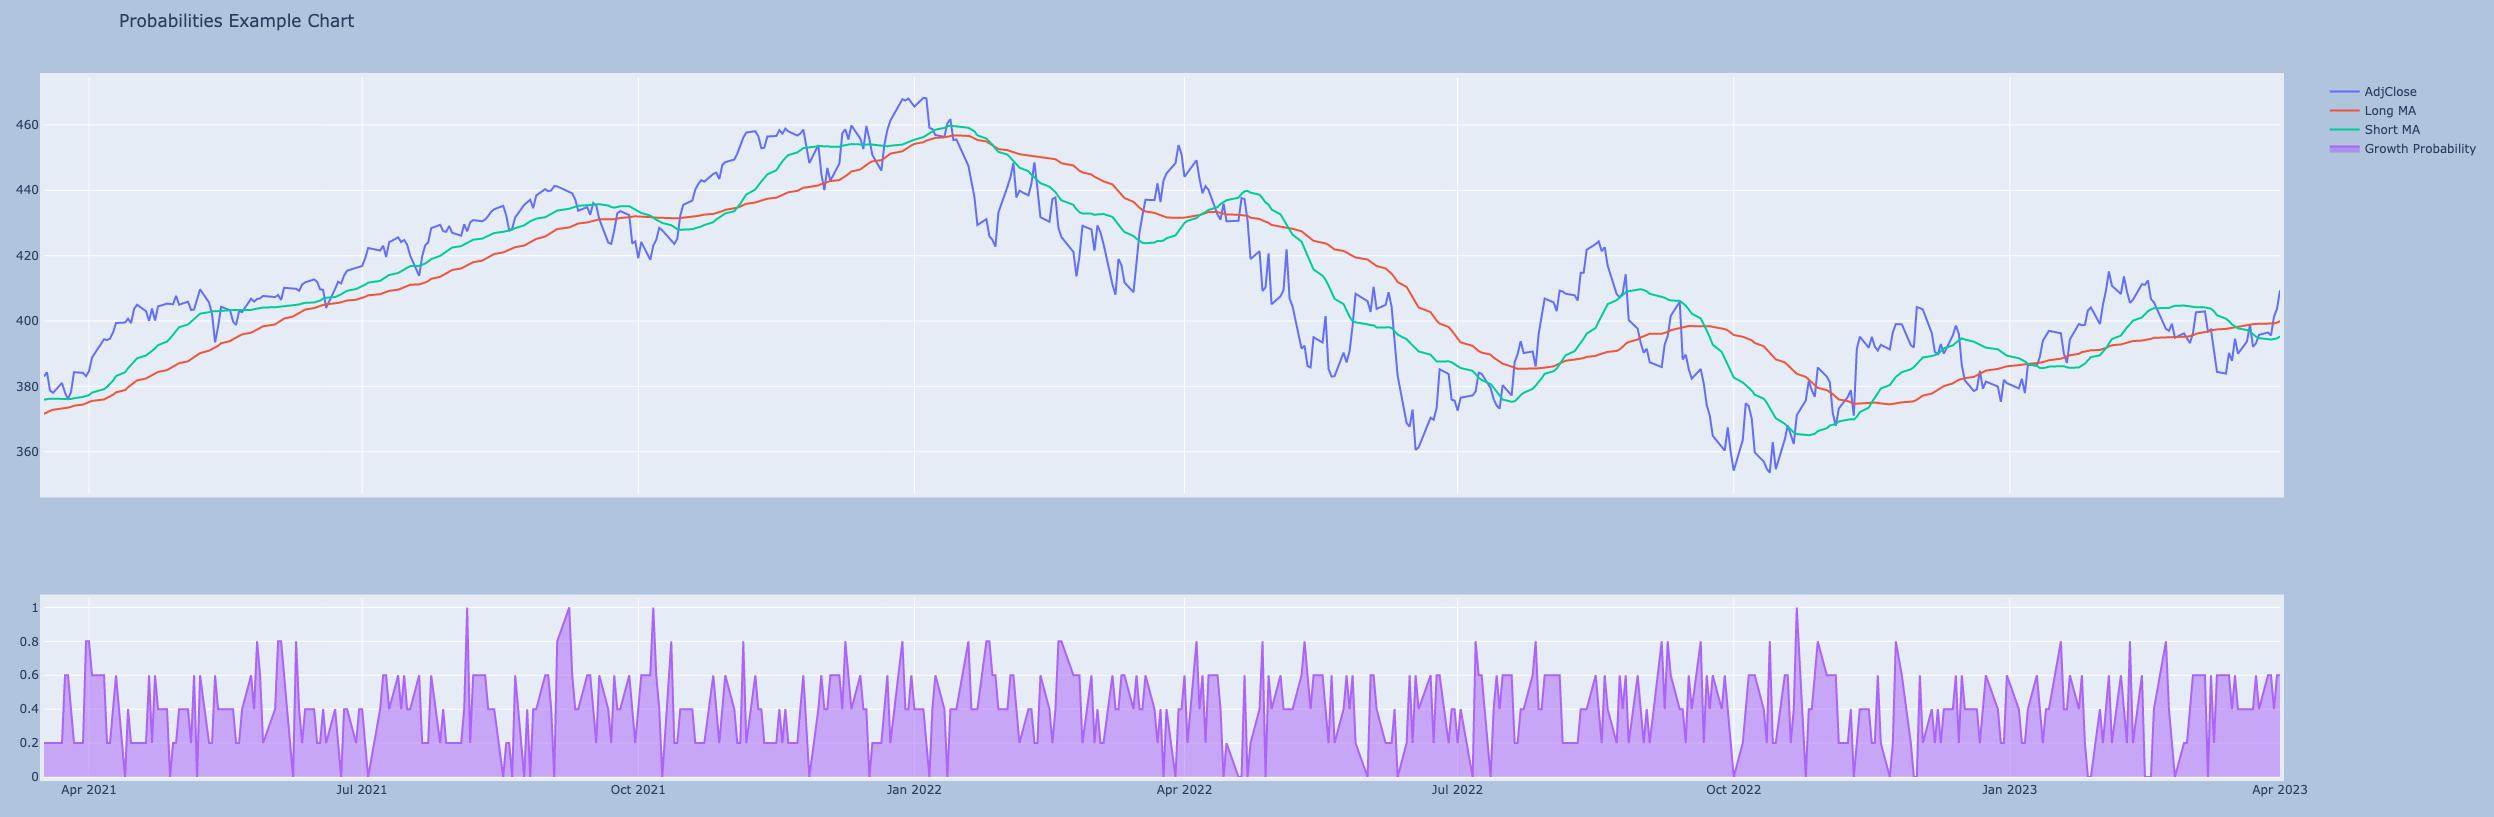 Probabilities Example Chart
460
440
420
400
380
360
AdjClose
Long MA
Short MA
Growth Probability
1
0.8
0.6
0.4
0.2
0
Apr 2021 Jul 2021 Oct 2021 Jan 2022 Apr 2022 Jul 2022 Oct 2022 Jan 2023 Apr 2023